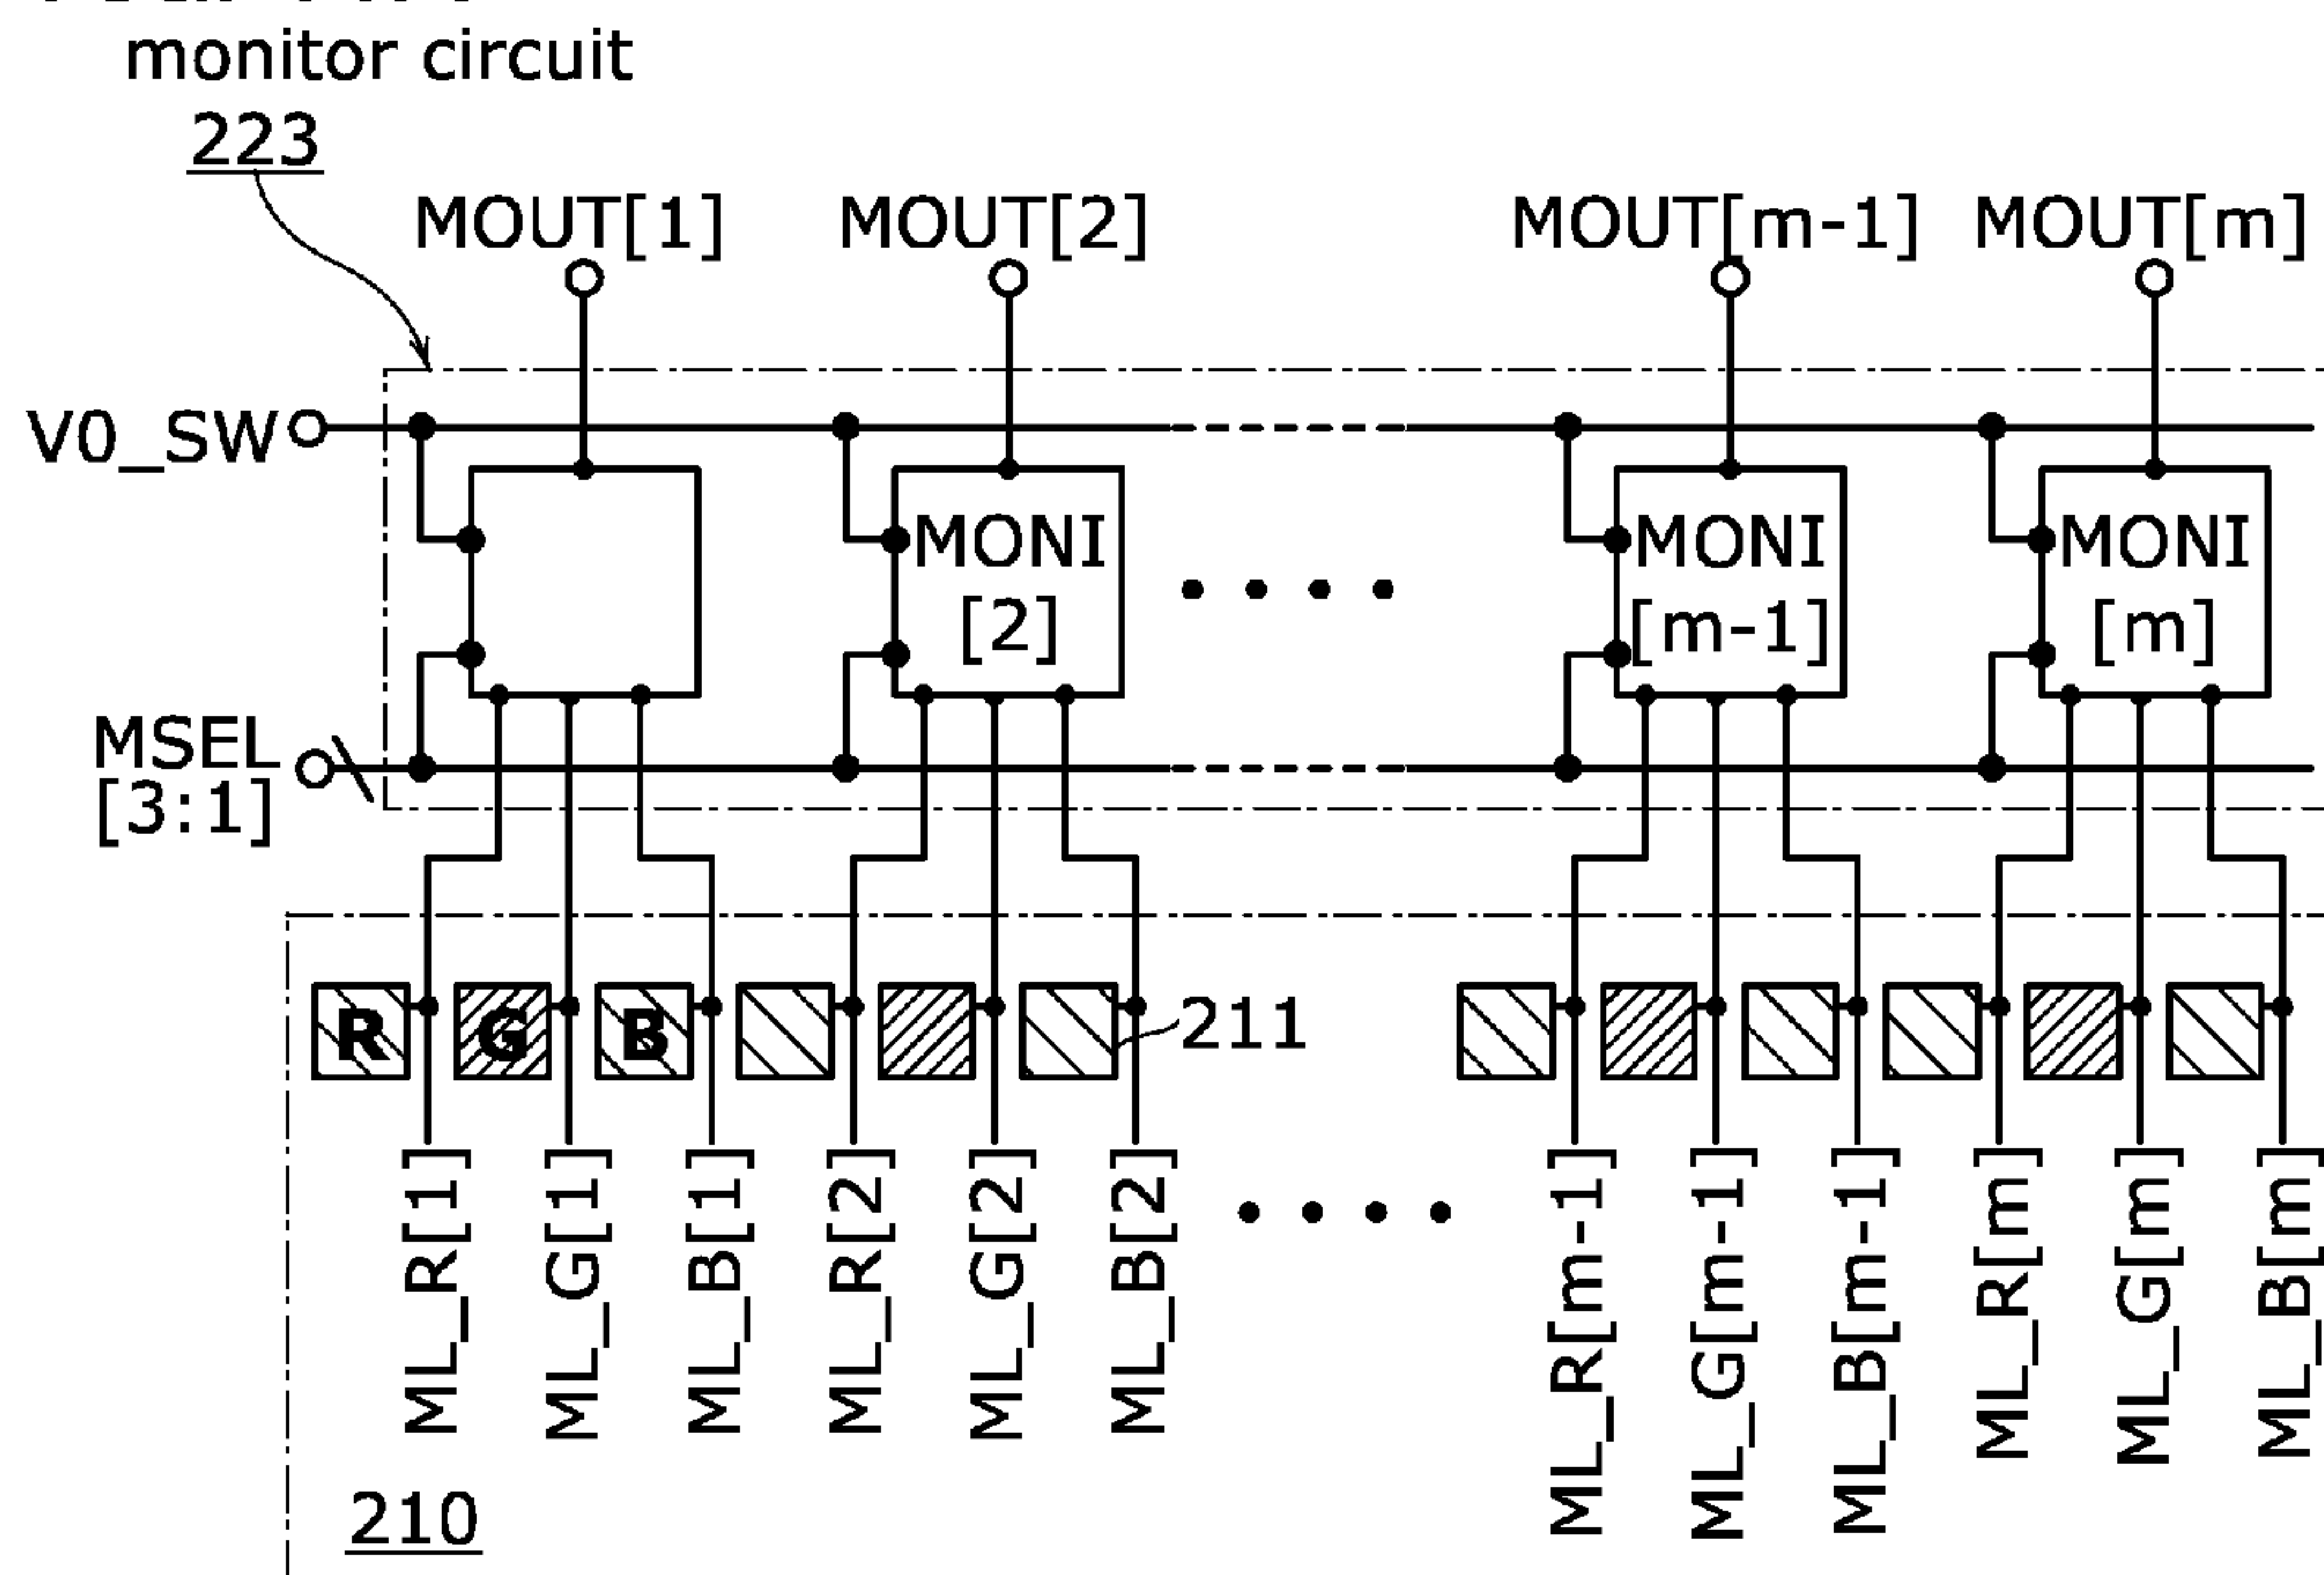 monitor circuit
223
MOUT[1] MOUT[2] MOUT[m-1] MOUT[m]
V0_SW
MONI
[2]
MONI
[m-1]
MONI
[m]
MSEL
[3:1]
R G B
211
ML_R[1]
ML_G[1]
ML_B[1]
ML_R[2]
ML_G[2]
ML_B[2]
ML_R[m-1]
ML_G[m-1]
ML_B[m-1]
ML_R[m]
ML_G[m]
ML_B[m]
210